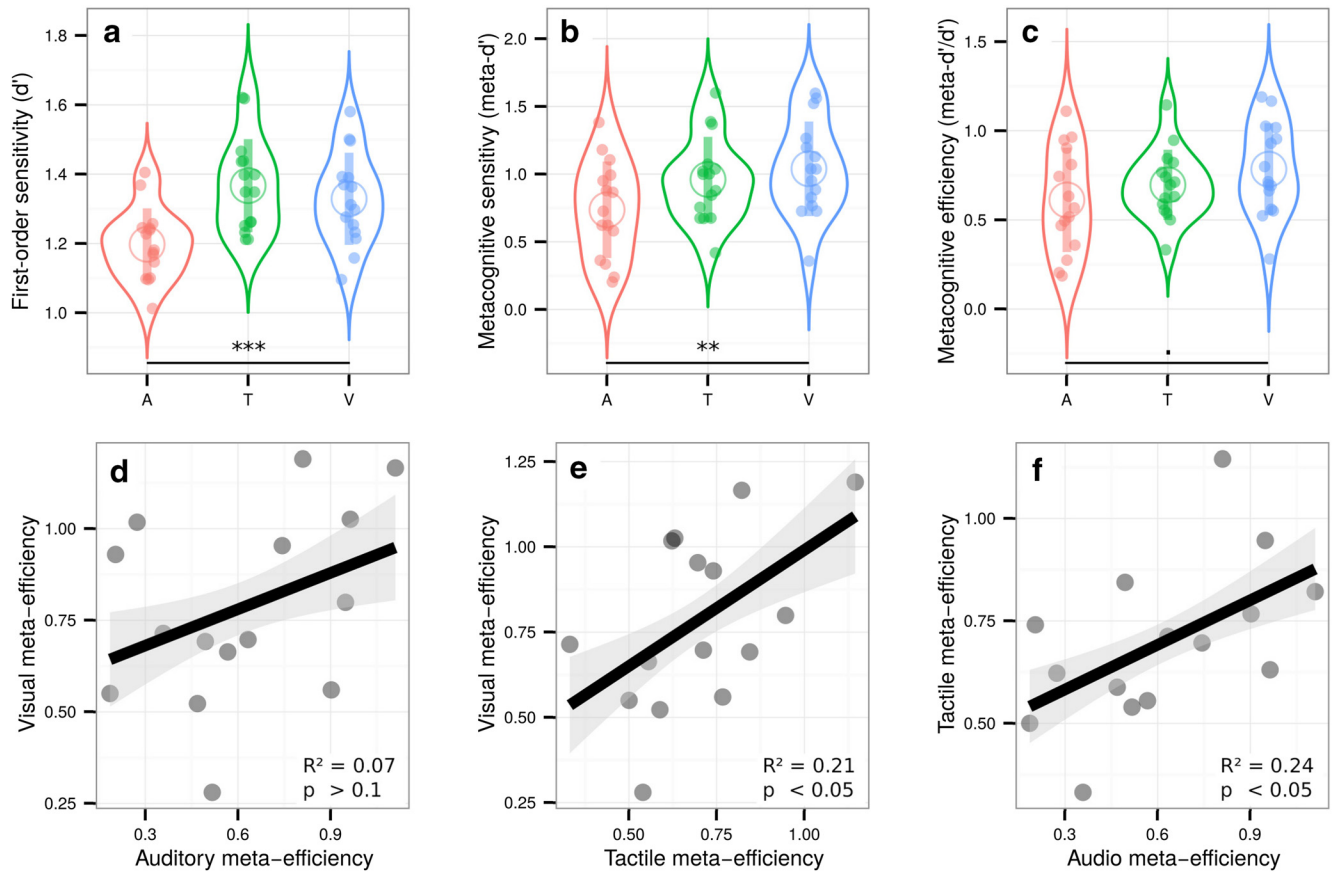 a
First-order sensitivity (d')
1.8
1.6
1.4
1.2
1.0
***
A
T
V
b
Metacognitive sensitivy (meta-d')
2.0
1.5
1.0
0.5
0.0
**
A
T
V
c
Metacognitive efficiency (meta-d'/d')
1.5
1.0
0.5
0.0
.
A
T
V
d
Visual meta−efficiency
1.00
0.75
0.50
0.25
R² = 0.07
p > 0.1
0.3
0.6
0.9
Auditory meta−efficiency
e
Visual meta−efficiency
1.25
1.00
0.75
0.50
0.25
R² = 0.21
p < 0.05
0.50
0.75
1.00
Tactile meta−efficiency
f
Tactile meta−efficiency
1.00
0.75
0.50
R² = 0.24
p < 0.05
0.3
0.6
0.9
Audio meta−efficiency